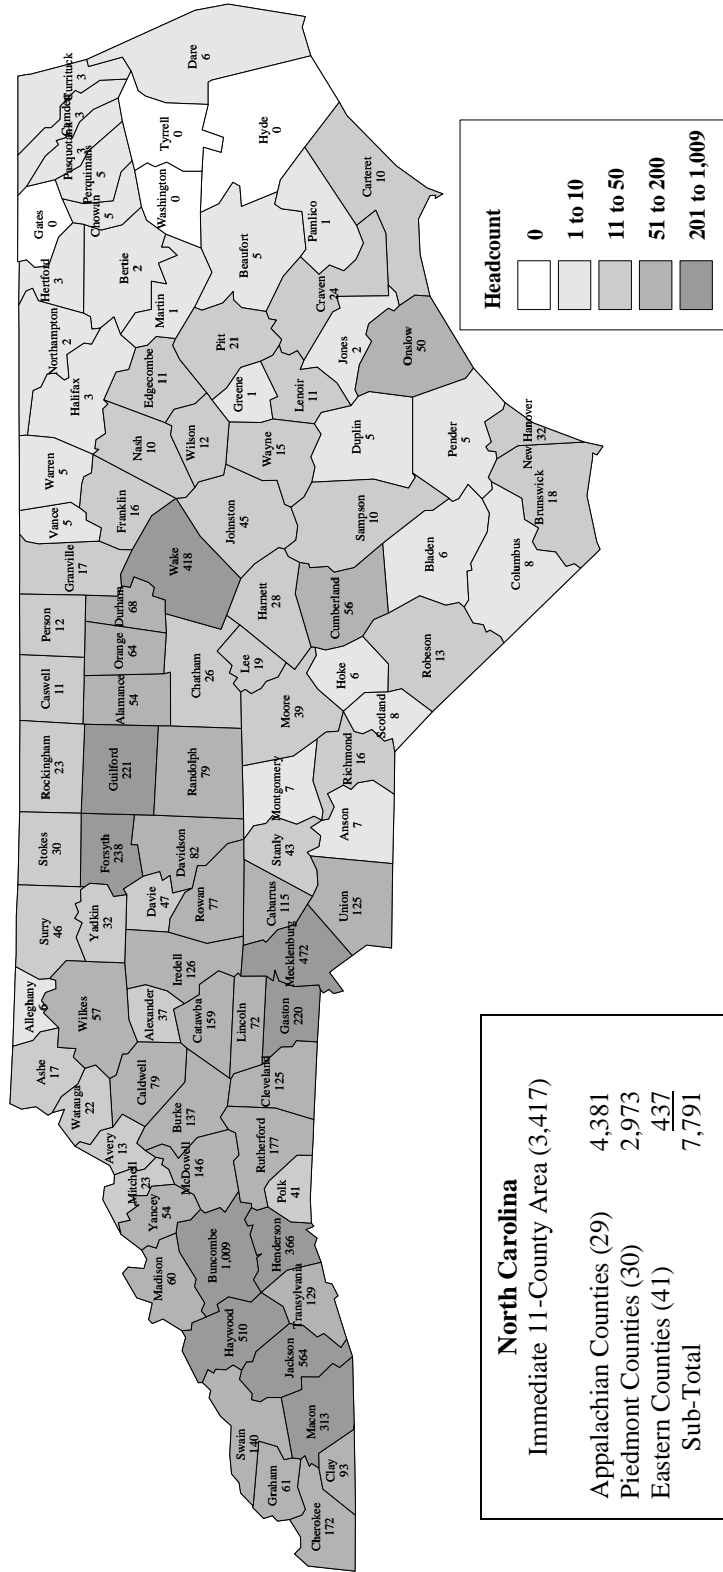 Cherokee
172
Graham
61
Clay
93
Swain
140
Macon
313
Jackson
564
Haywood
510
Transylvania
129
Henderson
366
Buncombe
1,009
Madison
60
Yancey
54
Mitchell
23
Avery
13
McDowell
146
Polk
41
Rutherford
177
Burke
137
Cleveland
125
Caldwell
79
Watauga
22
Ashe
17
Alleghany
6
Wilkes
57
Alexander
37
Catawba
159
Lincoln
72
Gaston
220
Iredell
126
Mecklenburg
472
Surry
46
Yadkin
32
Davie
47
Rowan
77
Cabarrus
115
Union
125
Stokes
30
Forsyth
238
Davidson
82
Stanly
43
Anson
7
Rockingham
23
Guilford
221
Randolph
79
Montgomery
7
Richmond
16
Caswell
11
Alamance
54
Chatham
26
Moore
39
Scotland
8
Person
12
Orange
64
Durham
68
Lee
19
Hoke
6
Robeson
13
Granville
17
Wake
418
Harnett
28
Cumberland
56
Bladen
6
Columbus
8
Vance
5
Franklin
16
Johnston
45
Sampson
10
Brunswick
18
Warren
5
Nash
10
Wilson
12
Wayne
15
Duplin
5
Pender
5
New Hanover
32
Halifax
3
Northampton
2
Edgecombe
11
Greene
1
Lenoir
11
Jones
2
Onslow
50
Pitt
21
Craven
24
Hertford
3
Bertie
2
Martin
1
Beaufort
5
Pamlico
1
Carteret
10
Gates
0
Chowan
5
Perquimans
5
Pasquotank
3
Camden
3
Currituck
3
Washington
0
Tyrrell
0
Hyde
0
Dare
6
North Carolina
Immediate 11-County Area (3,417)
Appalachian Counties (29) 4,381
Piedmont Counties (30) 2,973
Eastern Counties (41) 437
Sub-Total 7,791
Headcount
0
1 to 10
11 to 50
51 to 200
201 to 1,009